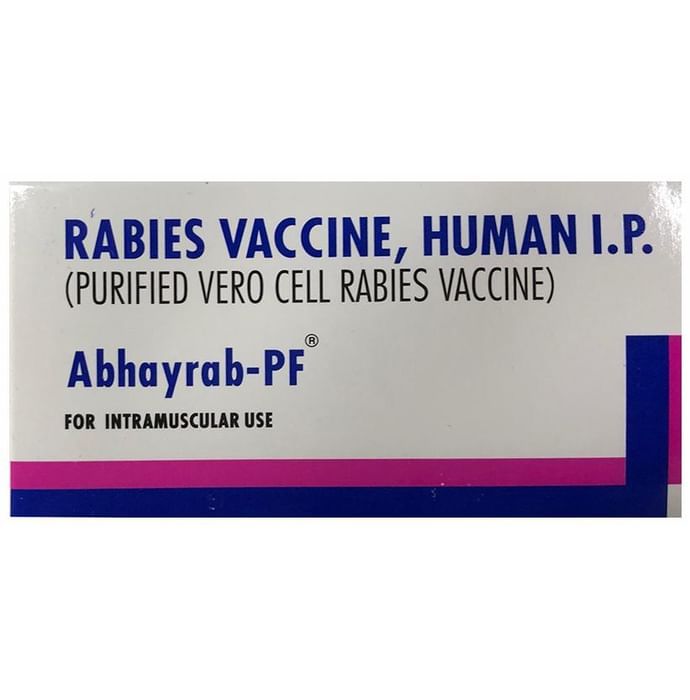 RABIES VACCINE, HUMAN I.P.
(PURIFIED VERO CELL RABIES VACCINE)
Abhayrab-PF®
FOR INTRAMUSCULAR USE